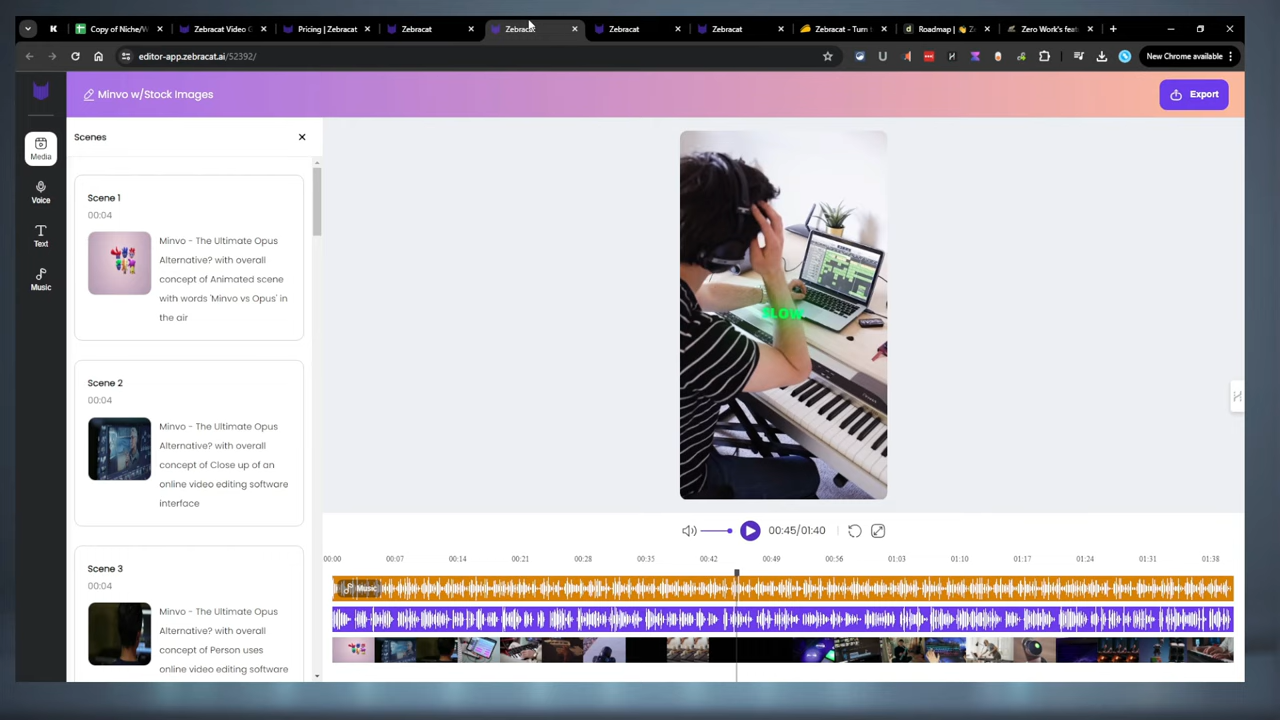 Copy of Niche/W
Zebracat Video G
Pricing | Zebracat
Zebracat
Zebracat
Zebracat
Zebracat
Zebracat - Turn
Roadmap |
Zero Work's feat
editor-app.zebracat.ai/52392/
New Chrome available
Minvo w/Stock Images
Export
Media
Voice
Text
Music
Scenes
Scene 1
00:04
Minvo - The Ultimate Opus
Alternative? with overall
concept of Animated scene
with words 'Minvo vs Opus' in
the air
Scene 2
00:04
Minvo - The Ultimate Opus
Alternative? with overall
concept of Close up of an
online video editing software
interface
Scene 3
00:04
Minvo - The Ultimate Opus
Alternative? with overall
concept of Person uses
online video editing software
SLOW
00:45/01:40
00:00 00:07 00:14 00:21 00:28 00:35 00:42 00:49 00:56 01:03 01:10 01:17 01:24 01:31 01:38
Music